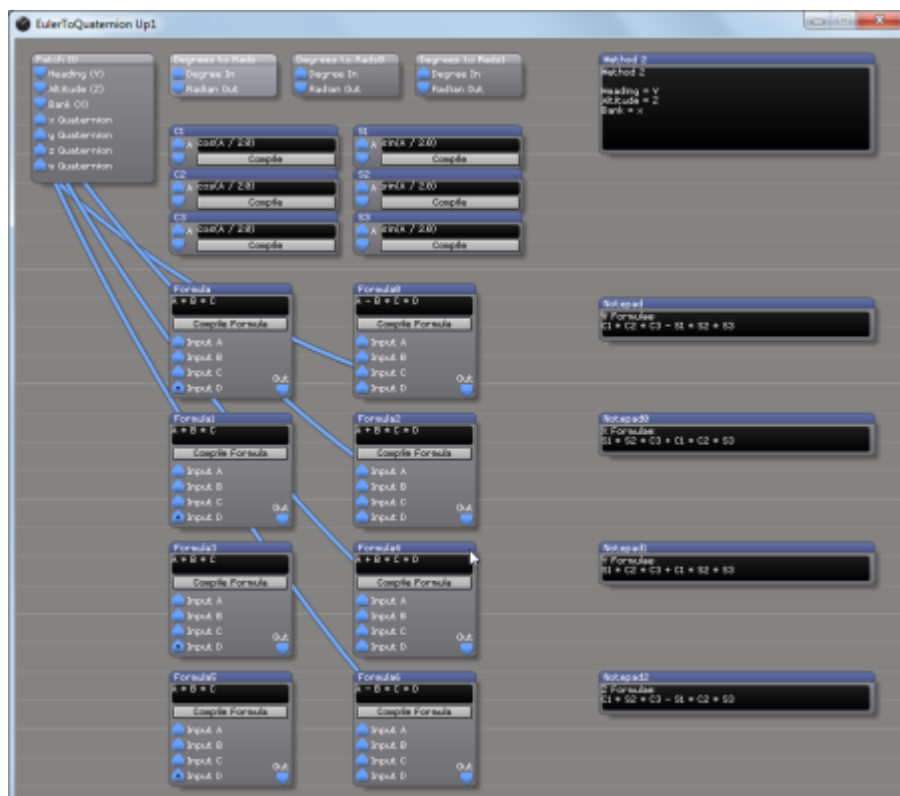 EulerToQuaternion Up1
Patch IO
Heading (Y)
Altitude (Z)
Bank (X)
x Quaternion
y Quaternion
z Quaternion
w Quaternion
Degrees to Rads
Degree In
Radian Out
Degrees to Rads0
Degree In
Radian Out
Degrees to Rads1
Degree In
Radian Out
Method 2
Method 2
Heading = Y
Altitude = Z
Bank = x
C1
A
cos(A / 2.0)
Compile
S1
A
sin(A / 2.0)
Compile
C2
A
cos(A / 2.0)
Compile
S2
A
sin(A / 2.0)
Compile
C3
A
cos(A / 2.0)
Compile
S3
A
sin(A / 2.0)
Compile
Formula
A * B * C
Compile Formula
Input A
Input B
Input C
Input D
Out
Formula0
A - B * C * D
Compile Formula
Input A
Input B
Input C
Input D
Out
Notepad
W Formulae
C1 * C2 * C3 - S1 * S2 * S3
Formula1
A * B * C
Compile Formula
Input A
Input B
Input C
Input D
Out
Formula2
A + B * C * D
Compile Formula
Input A
Input B
Input C
Input D
Out
Notepad0
X Formulae
S1 * S2 * C3 + C1 * C2 * S3
Formula3
A * B * C
Compile Formula
Input A
Input B
Input C
Input D
Out
Formula4
A + B * C * D
Compile Formula
Input A
Input B
Input C
Input D
Out
Notepad1
Y Formulae
S1 * C2 * C3 + C1 * S2 * S3
Formula5
A * B * C
Compile Formula
Input A
Input B
Input C
Input D
Out
Formula6
A - B * C * D
Compile Formula
Input A
Input B
Input C
Input D
Out
Notepad2
Z Formulae
C1 * S2 * C3 - S1 * C2 * S3